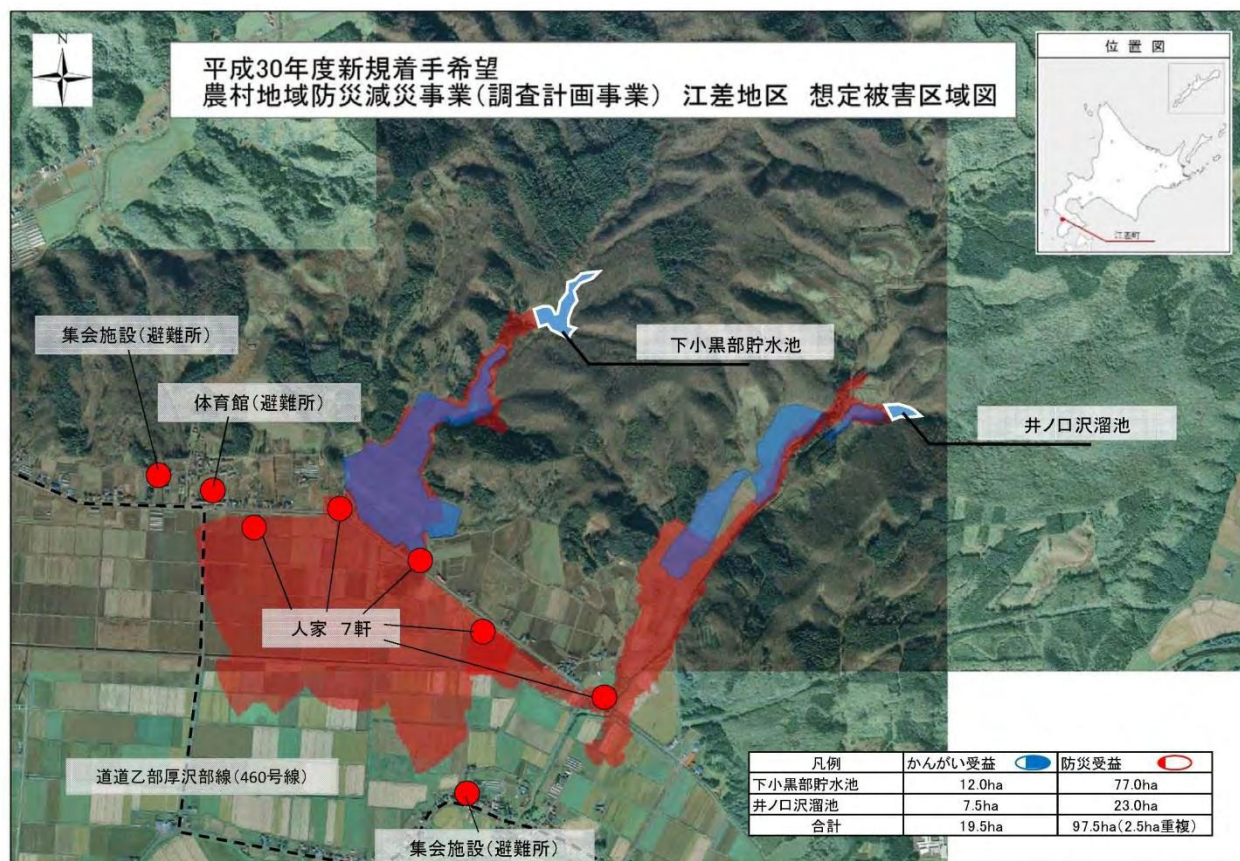 N
平成30年度新規着手希望
農村地域防災減災事業(調査計画事業) 江差地区 想定被害区域図
位置図
江差町
下小黒部貯水池
集会施設(避難所)
体育館(避難所)
井ノ口沢溜池
人家 7軒
道道乙部厚沢部線(460号線)
集会施設(避難所)
凡例 かんがい受益 防災受益
下小黒部貯水池 12.0ha 77.0ha
井ノ口沢溜池 7.5ha 23.0ha
合計 19.5ha 97.5ha(2.5ha重複)